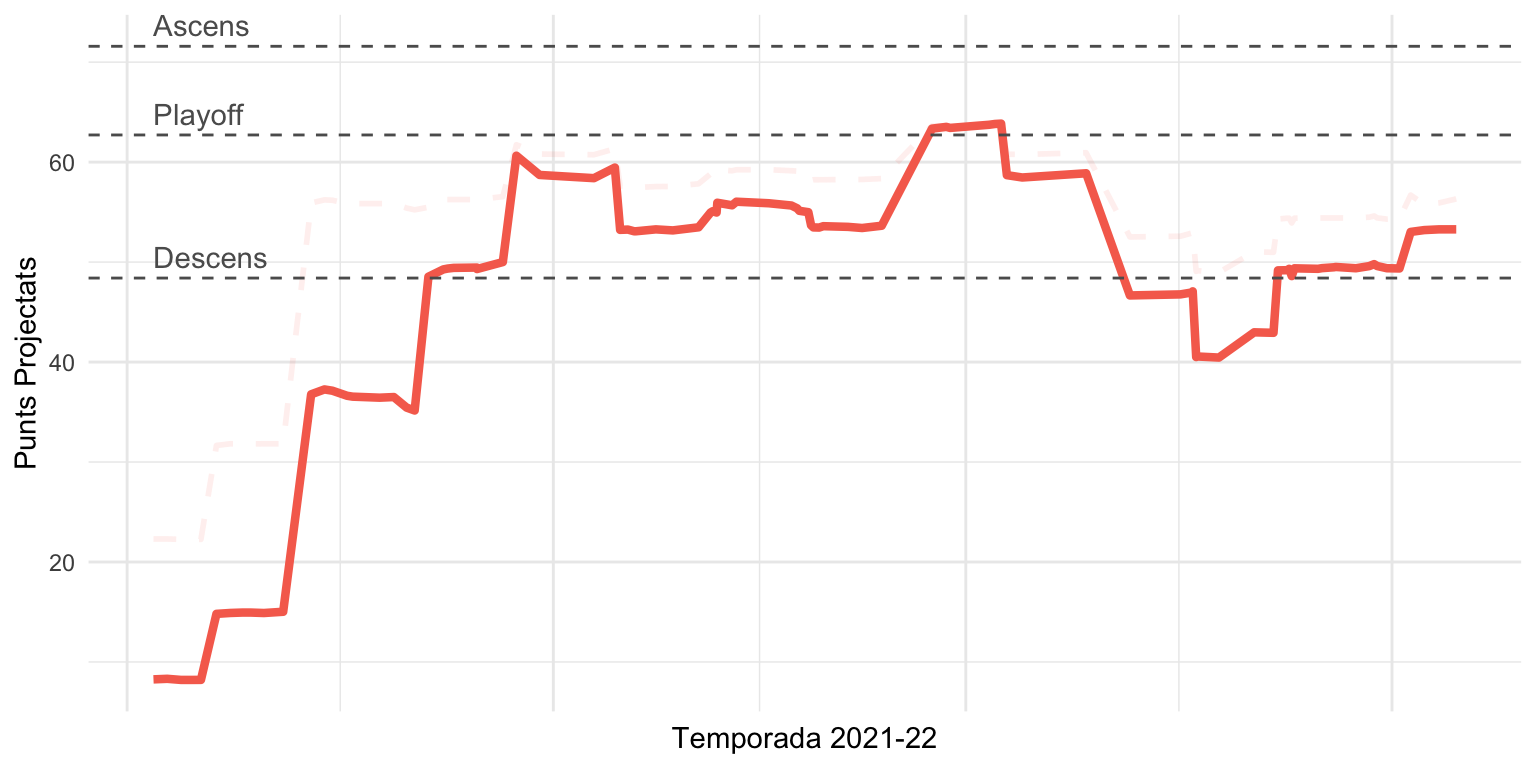 Ascens
Playoff
60
Descens
40
20
Punts Projectats
Temporada 2021-22